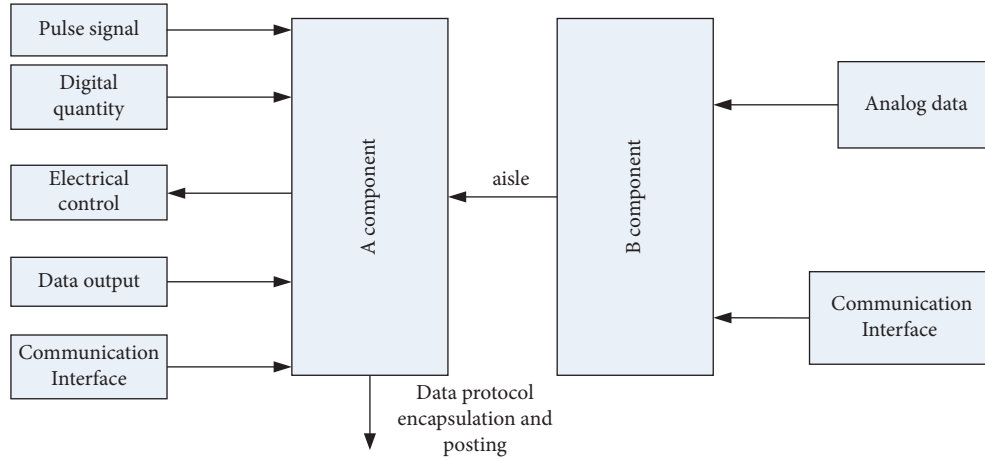 Pulse signal
Digital
quantity
Electrical
control
Data output
Communication
Interface
A component
Data protocol
encapsulation and
posting
aisle
B component
Analog data
Communication
Interface